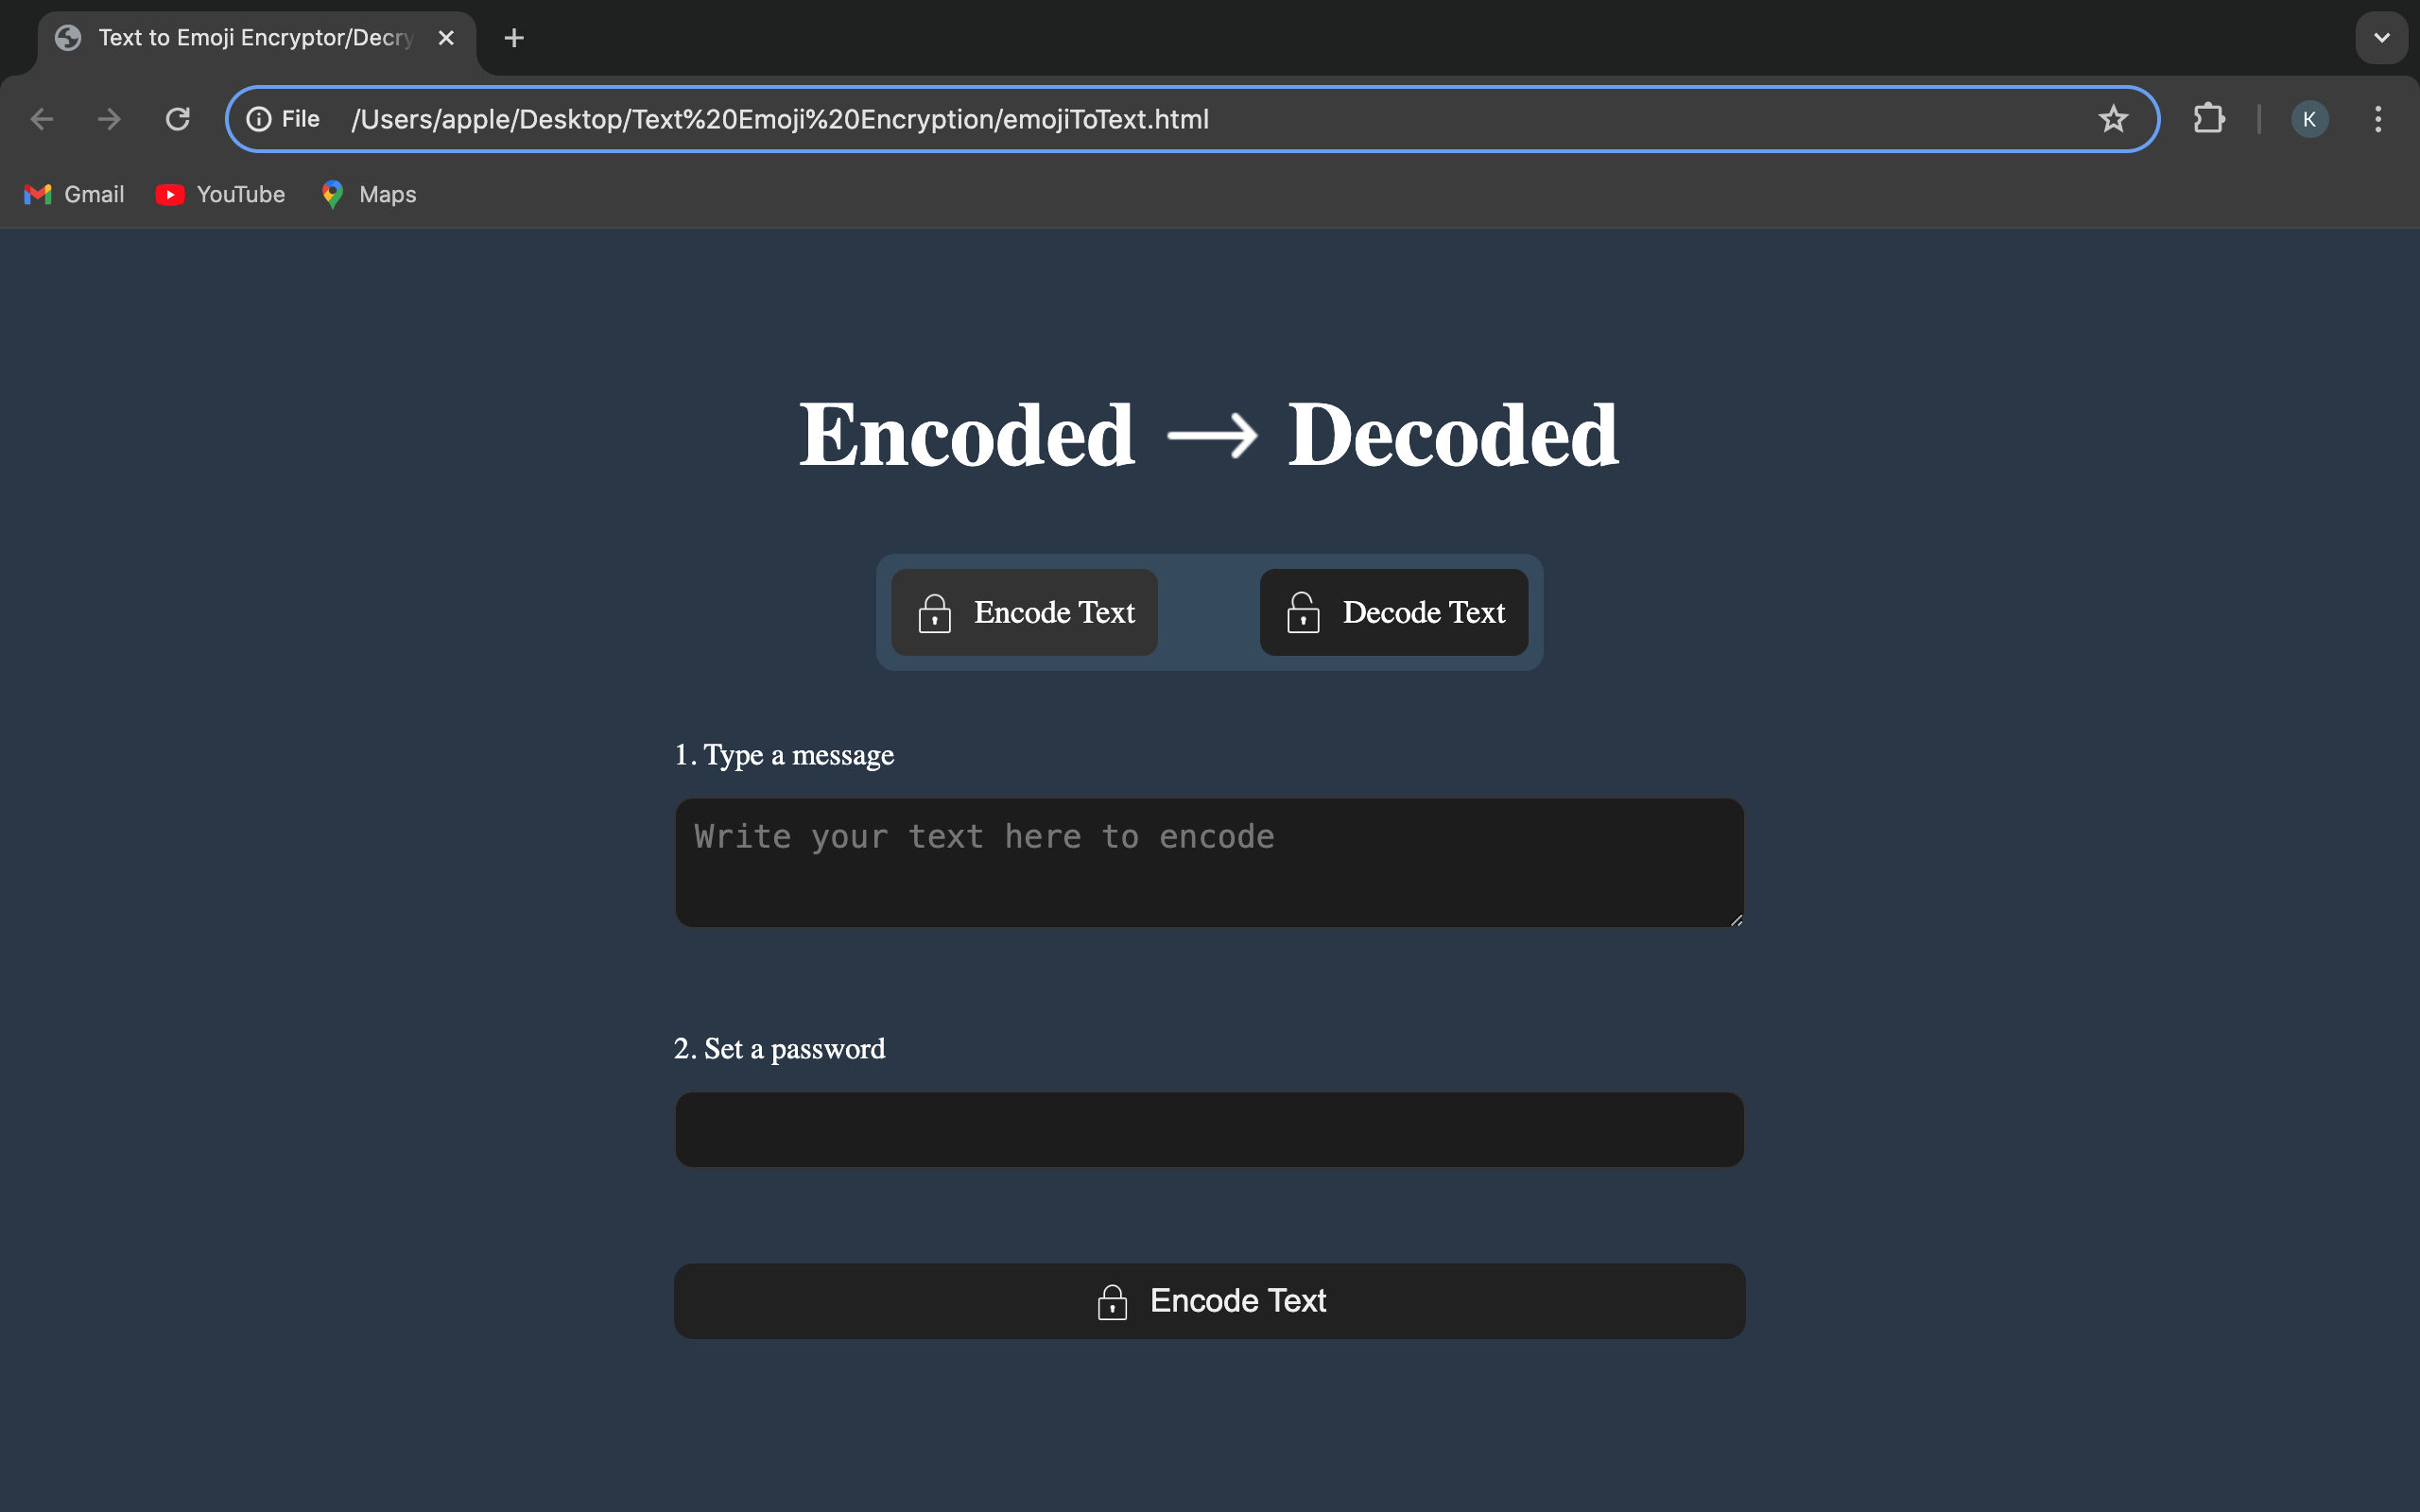 Text to Emoji Encryptor/Decry
File /Users/apple/Desktop/Text%20Emoji%20Encryption/emojiToText.html
K
Gmail YouTube Maps
Encoded → Decoded
Encode Text Decode Text
1. Type a message
Write your text here to encode
2. Set a password
Encode Text